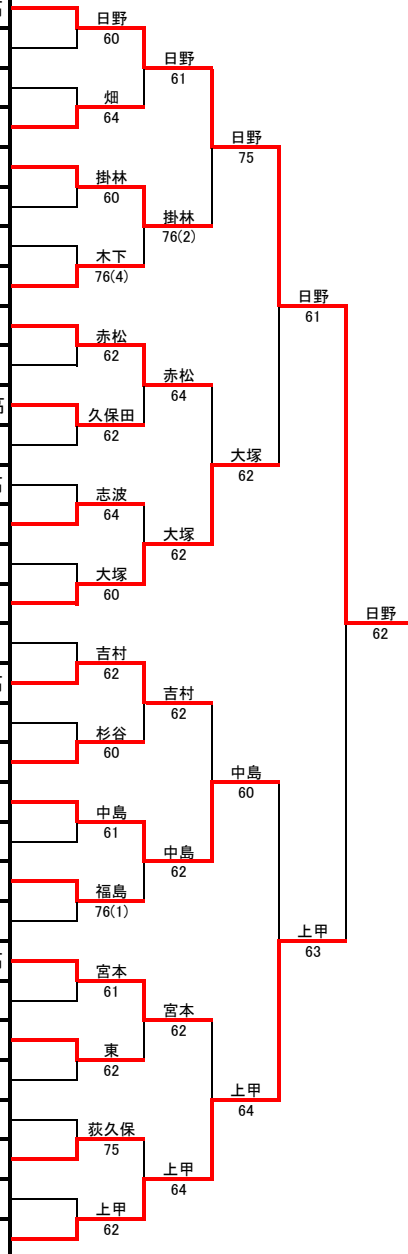 日野
60
日野
61
畑
64
日野
75
掛林
60
掛林
76(2)
木下
76(4)
日野
61
赤松
62
赤松
64
久保田
62
大塚
62
志波
64
大塚
62
大塚
60
日野
62
吉村
62
吉村
62
杉谷
60
中島
60
中島
61
中島
62
福島
76(1)
上甲
63
宮本
61
宮本
62
東
62
上甲
64
荻久保
75
上甲
64
上甲
62